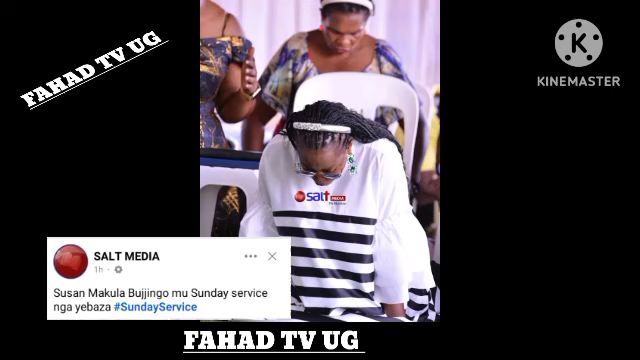 FAHAD TV UG
KINEMASTER
salt MEDIA
SALT MEDIA
1h
Susan Makula Bujjingo mu Sunday service
nga yebaza #SundayService
FAHAD TV UG